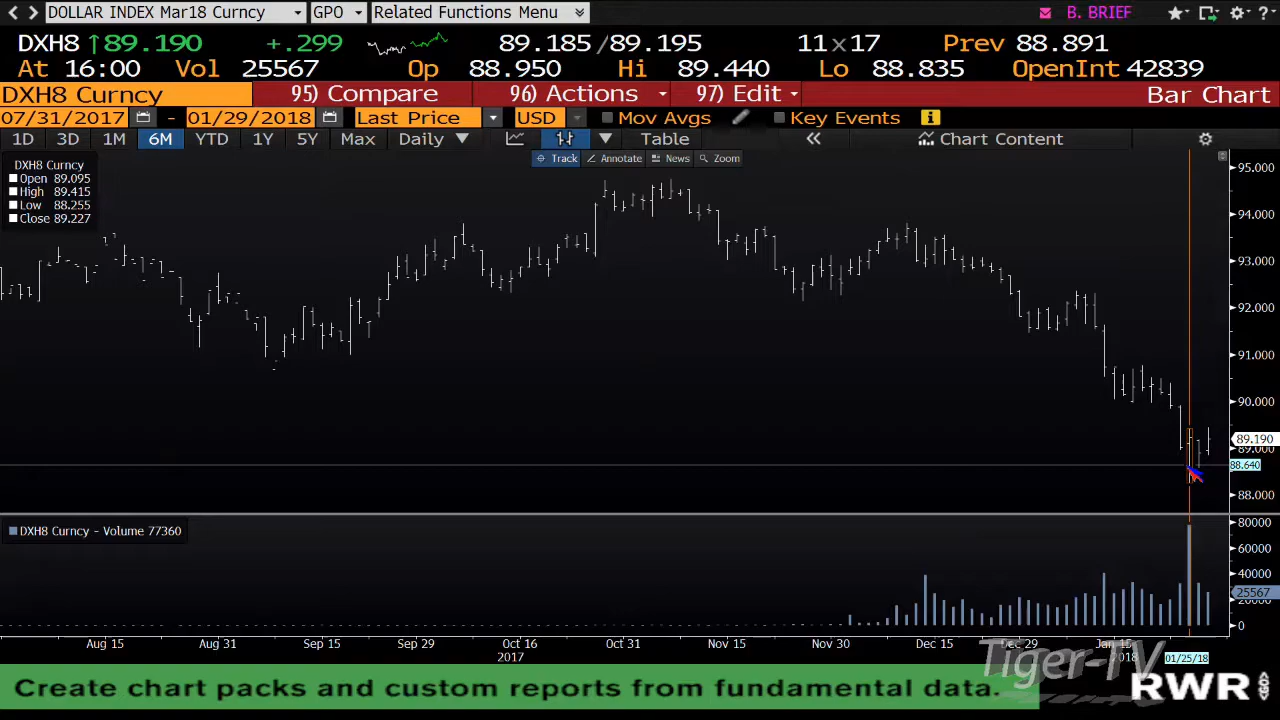 DOLLAR INDEX Mar18 Curncy GPO Related Functions Menu B. BRIEF
DXH8 ↑89.190 +.299 89.185/89.195 11x17 Prev 88.891
At 16:00 Vol 25567 Op 88.950 Hi 89.440 Lo 88.835 OpenInt 42839
DXH8 Curncy 95) Compare 96) Actions 97) Edit Bar Chart
07/31/2017 - 01/29/2018 Last Price USD Mov Avgs Key Events
1D 3D 1M 6M YTD 1Y 5Y Max Daily Table Chart Content
Track Annotate News Zoom
DXH8 Curncy
Open 89.095
High 89.415
Low 88.255
Close 89.227
95.000
94.000
93.000
92.000
91.000
90.000
89.190
89.000
88.640
88.000
DXH8 Curncy - Volume 77360
80000
60000
40000
25567
20000
0
Aug 15 Aug 31 Sep 15 Sep 29 Oct 16 Oct 31 Nov 15 Nov 30 Dec 15 Dec 29 Jan 15
2017 2018 01/25/18
Tiger-TV
Create chart packs and custom reports from fundamental data.
RWR GO